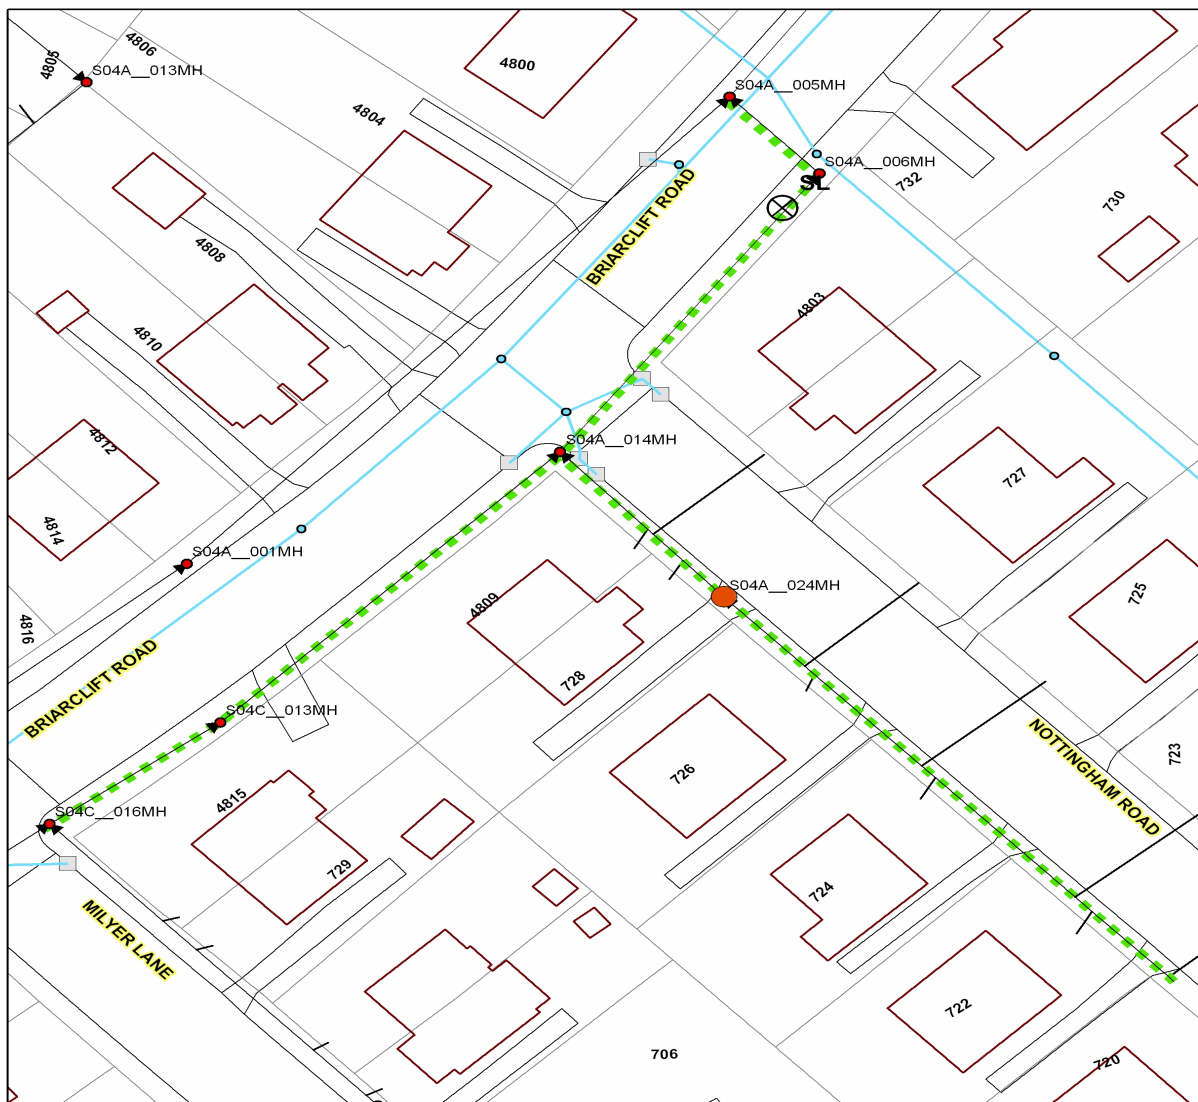 4805
4806
S04A__013MH
4800
4804
S04A__005MH
S04A__006MH
SL
732
730
BRIARCLIFT ROAD
4808
4803
4810
4812
S04A__014MH
727
4814
S04A__001MH
S04A__024MH
725
4809
4816
728
BRIARCLIFT ROAD
S04C__013MH
726
NOTTINGHAM ROAD
723
4815
S04C__016MH
729
724
MILYER LANE
722
706
720